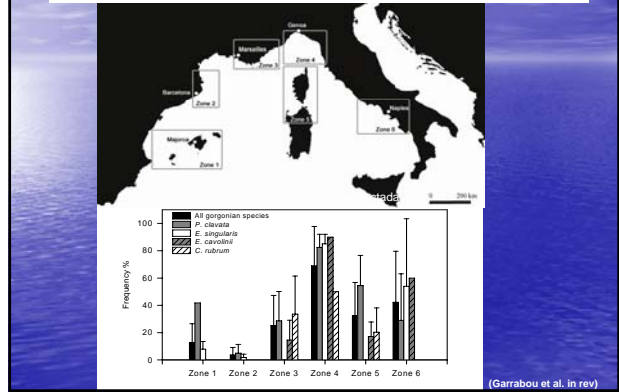 Genoa
Marseilles
Zone 3
Zone 4
Barcelona
Zone 2
Zone 5
Naples
Zone 6
Majorca
Zone 1
stada
0 200 km
All gorgonian species
P. clavata
E. singularis
E. cavolinii
C. rubrum
Frequency %
100
80
60
40
20
0
Zone 1 Zone 2 Zone 3 Zone 4 Zone 5 Zone 6
(Garrabou et al. in rev)